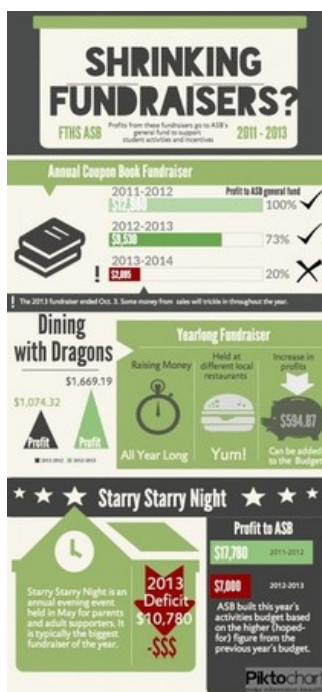 SHRINKING
FUNDRAISERS?
FTHS ASB
Profits from these fundraisers go to ASB's
general fund to support
student activities and incentives
2011 - 2013
Annual Coupon Book Fundraiser
2011-2012
Profit to ASB general fund
100%
2012-2013
$9,530
73%
2013-2014
$2,695
20%
!
! The 2013 fundraiser ended Oct. 3. Some money from sales will trickle in throughout the year.
Dining
with Dragons
$1,669.19
$1,074.32
Profit
Profit
2011-2012
2012-2013
Yearlong Fundraiser
Raising Money
All Year Long
Held at
different local
restaurants
Yum!
Increase in
profits
$594.87
Can be added
to the Budget
Starry Starry Night
Starry Starry Night is an
annual evening event
held in May for parents
and adult supporters. It
is typically the biggest
fundraiser of the year.
2013
Deficit
$10,780
-$$$
Profit to ASB
$17,780
2011-2012
$7,000
2012-2013
ASB built this year's
activities budget based
on the higher (hoped-
for) figure from the
previous year's budget.
Piktochart